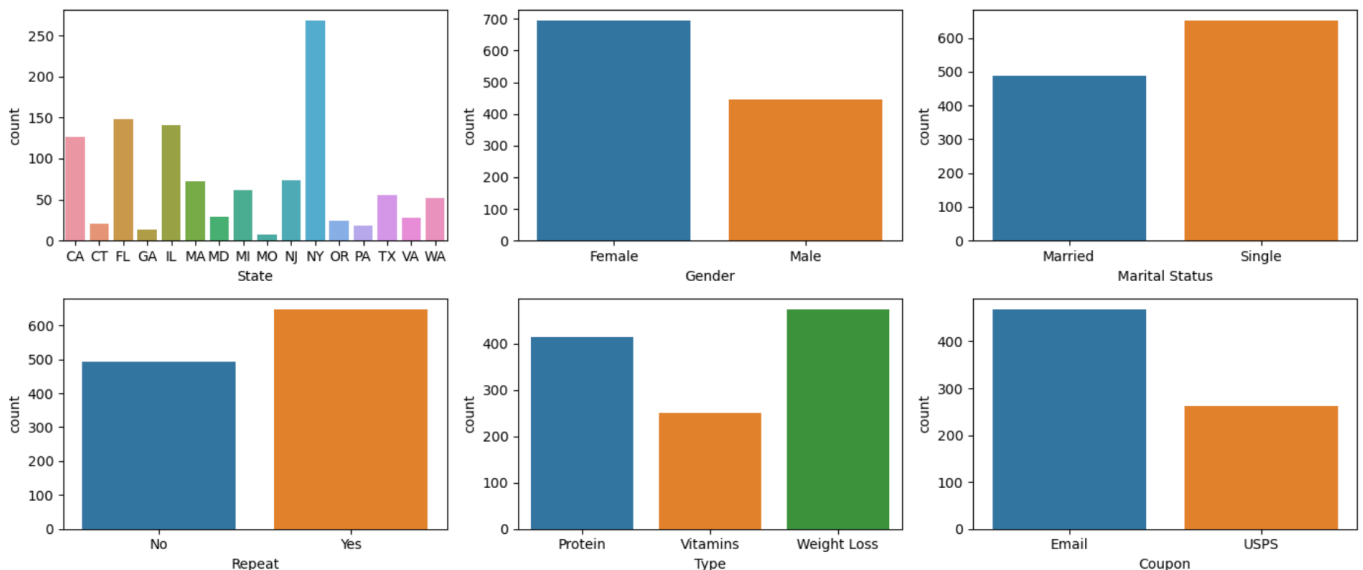 250
200
150
100
50
0
count
CA CT FL GA IL MA MD MI MO NJ NY OR PA TX VA WA
State
700
600
500
400
300
200
100
0
count
Female Male
Gender
600
500
400
300
200
100
0
count
Married Single
Marital Status
600
500
400
300
200
100
0
count
No Yes
Repeat
400
300
200
100
0
count
Protein Vitamins Weight Loss
Type
400
300
200
100
0
count
Email USPS
Coupon